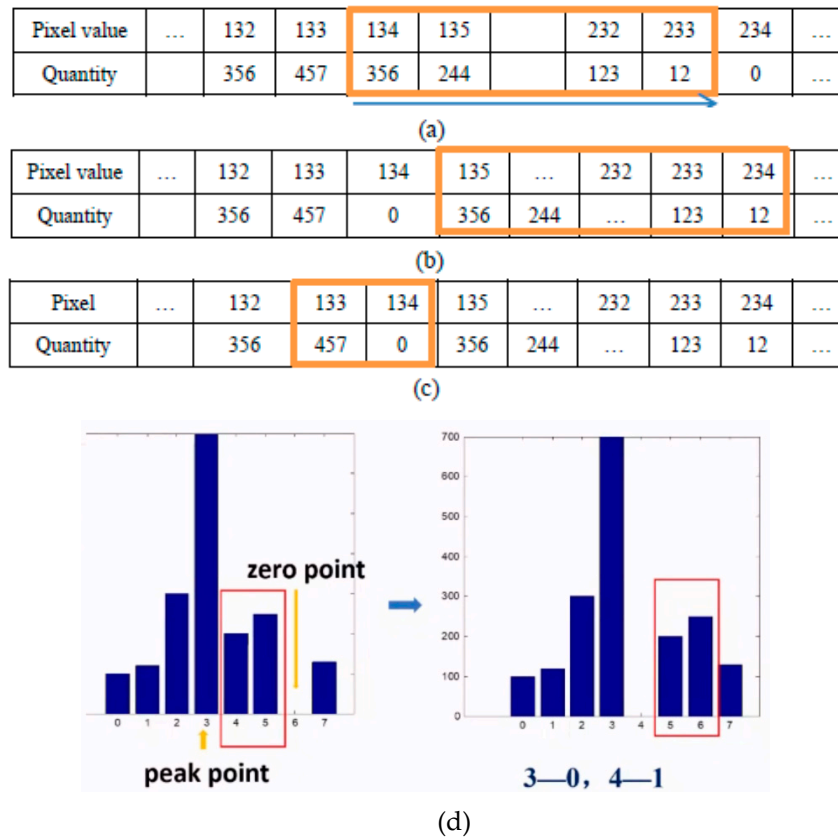 Pixel value … 132 133 134 135 232 233 234 …
Quantity 356 457 356 244 123 12 0 …
(a)
Pixel value … 132 133 134 135 … 232 233 234 …
Quantity 356 457 0 356 244 … 123 12 …
(b)
Pixel … 132 133 134 135 … 232 233 234 …
Quantity 356 457 0 356 244 … 123 12 …
(c)
zero point
0 1 2 3 4 5 6 7
peak point
700
600
500
400
300
200
100
0
0 1 2 3 4 5 6 7
3—0, 4—1
(d)